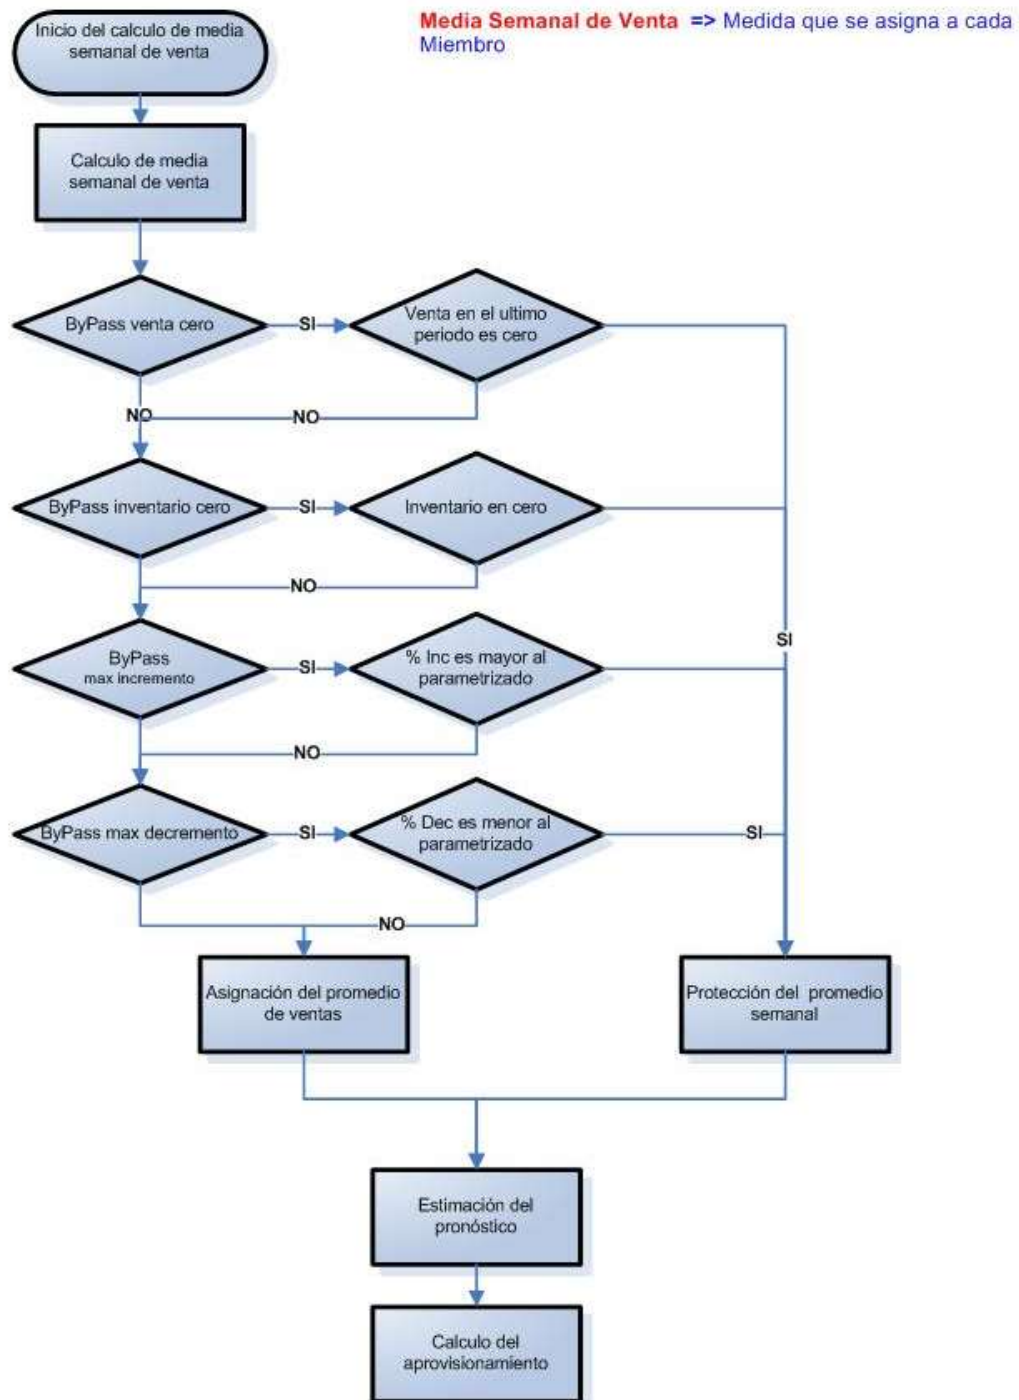 Media Semanal de Venta => Medida que se asigna a cada
Miembro
Inicio del calculo de media
semanal de venta
Calculo de media
semanal de venta
ByPass venta cero
SI
Venta en el ultimo
periodo es cero
NO
NO
ByPass inventario cero
SI
Inventario en cero
NO
SI
ByPass
max incremento
SI
% Inc es mayor al
parametrizado
NO
ByPass max decremento
SI
% Dec es menor al
parametrizado
SI
NO
Asignación del promedio
de ventas
Protección del promedio
semanal
Estimación del
pronóstico
Calculo del
aprovisionamiento